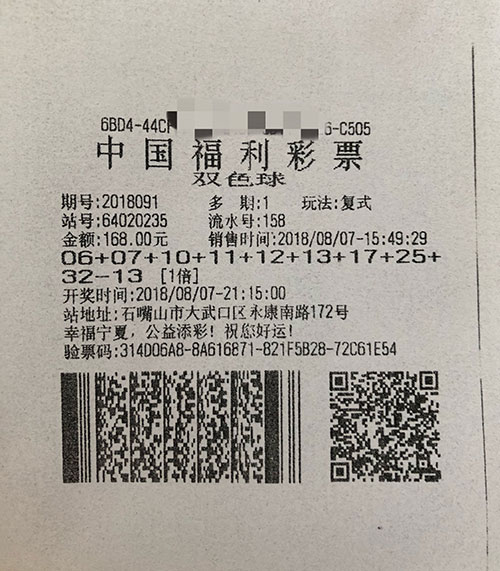 6BD4-44C 6-C505
中国福利彩票
双色球
期号:2018091 多期:1 玩法:复式
站号:64020235 流水号:158
金额:168.00元 销售时间:2018/08/07-15:49:29
06+07+10+11+12+13+17+25+
32-13 [1倍]
开奖时间:2018/08/07-21:15:00
站地址:石嘴山市大武口区永康南路172号
幸福宁夏，公益添彩！祝您好运！
验票码:314D06A8-8A616871-821F5B28-72C61E54